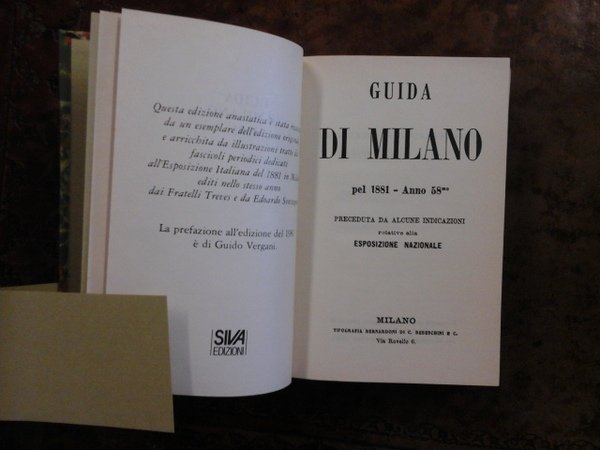 Questa edizione anastatica è stata
da un esemplare dell'edizione
e arricchita da illustrazioni tratte
fascicoli periodici dedicati
all'Esposizione Italiana del 1881 in
editi nello stesso anno
dai Fratelli Treves e da Edoardo
La prefazione all'edizione del
è di Guido Vergani.
SIVA
EDIZIONI
GUIDA
DI MILANO
pel 1881 - Anno 58mo
PRECEDUTA DA ALCUNE INDICAZIONI
relative alla
ESPOSIZIONE NAZIONALE
MILANO
TIPOGRAFIA BERNARDONI DI C. REBESCHINI E C.
Via Rovello 6.